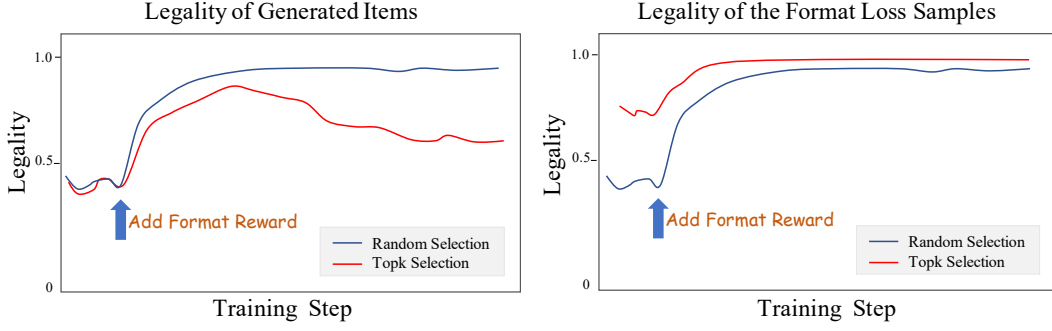 Legality of Generated Items
1.0
0.5
0
Legality
Add Format Reward
Random Selection
Topk Selection
Training Step
Legality of the Format Loss Samples
1.0
0.5
0
Legality
Add Format Reward
Random Selection
Topk Selection
Training Step